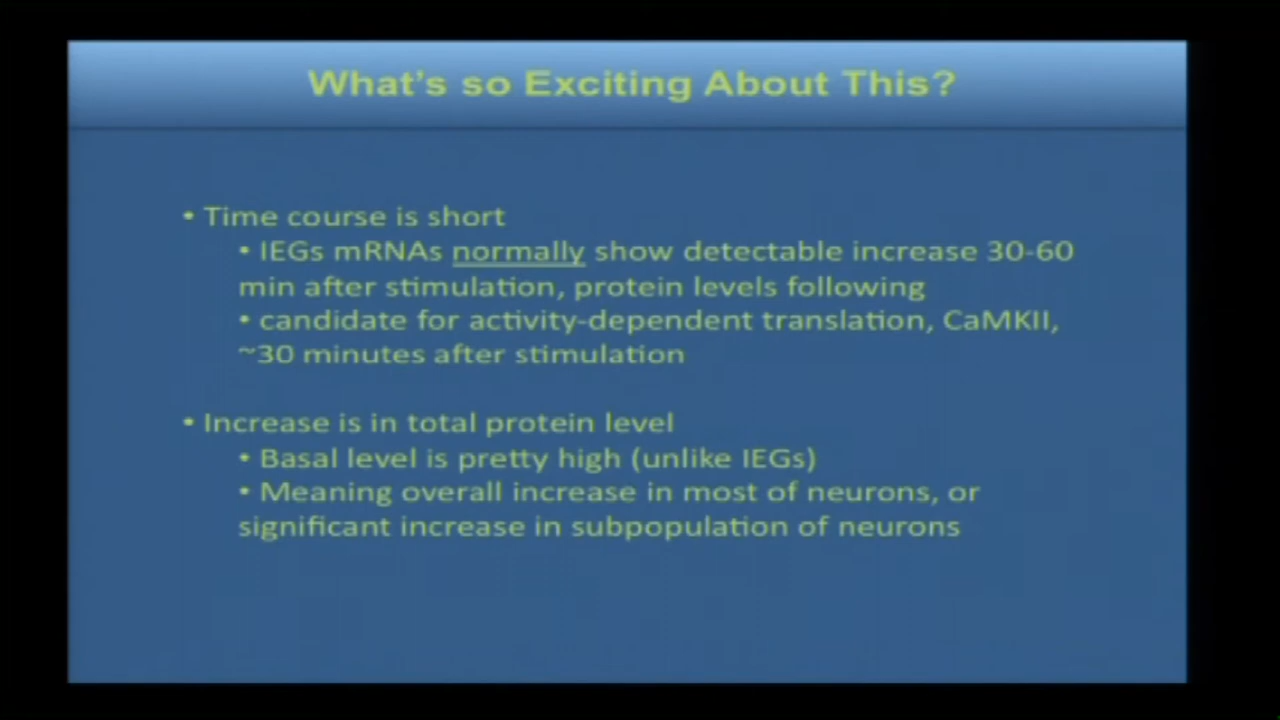 What's so Exciting About This?
• Time course is short
• IEGs mRNAs normally show detectable increase 30-60
min after stimulation, protein levels following
• candidate for activity-dependent translation, CaMKII,
~30 minutes after stimulation
• Increase is in total protein level
• Basal level is pretty high (unlike IEGs)
• Meaning overall increase in most of neurons, or
significant increase in subpopulation of neurons